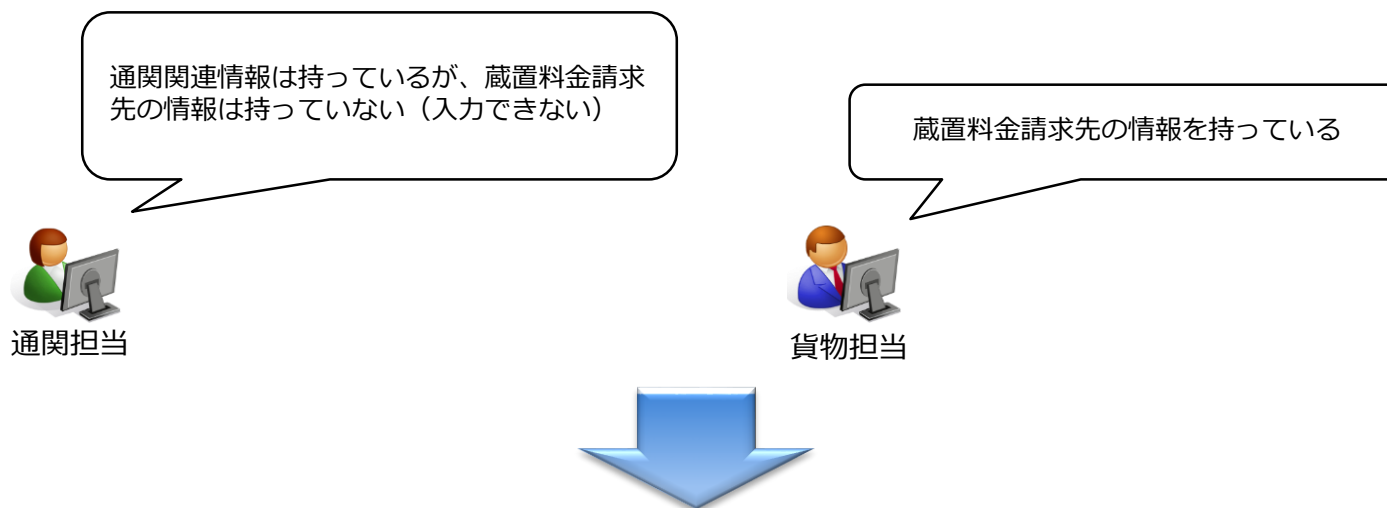 通関関連情報は持っているが、蔵置料金請求
先の情報は持っていない（入力できない）
蔵置料金請求先の情報を持っている
通関担当
貨物担当